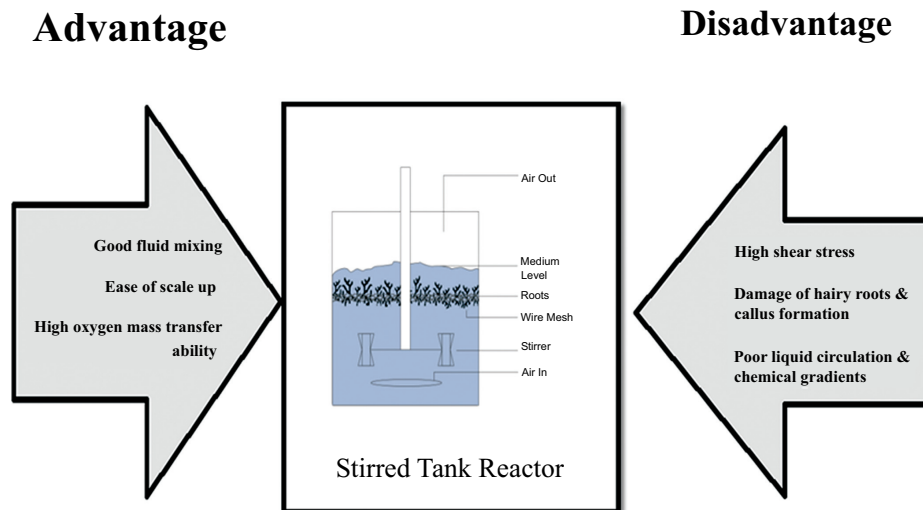 Advantage
Disadvantage
Good fluid mixing
Ease of scale up
High oxygen mass transfer
ability
Air Out
Medium
Level
Roots
Wire Mesh
Stirrer
Air In
Stirred Tank Reactor
High shear stress
Damage of hairy roots &
callus formation
Poor liquid circulation &
chemical gradients